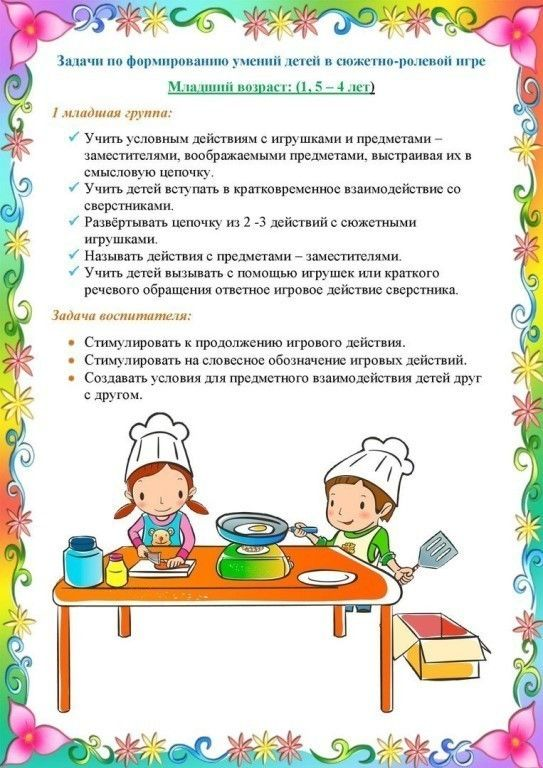 Задачи по формированию умений детей в сюжетно-ролевой игре
Младший возраст: (1, 5 – 4 лет)
1 младшая группа:
Учить условным действиям с игрушками и предметами –
заместителями, воображаемыми предметами, выстраивая их в
смысловую цепочку.
Учить детей вступать в кратковременное взаимодействие со
сверстниками.
Развёртывать цепочку из 2 -3 действий с сюжетными
игрушками.
Называть действия с предметами – заместителями.
Учить детей вызывать с помощью игрушек или краткого
речевого обращения ответное игровое действие сверстника.
Задача воспитателя:
Стимулировать к продолжению игрового действия.
Стимулировать на словесное обозначение игровых действий.
Создавать условия для предметного взаимодействия детей друг
с другом.